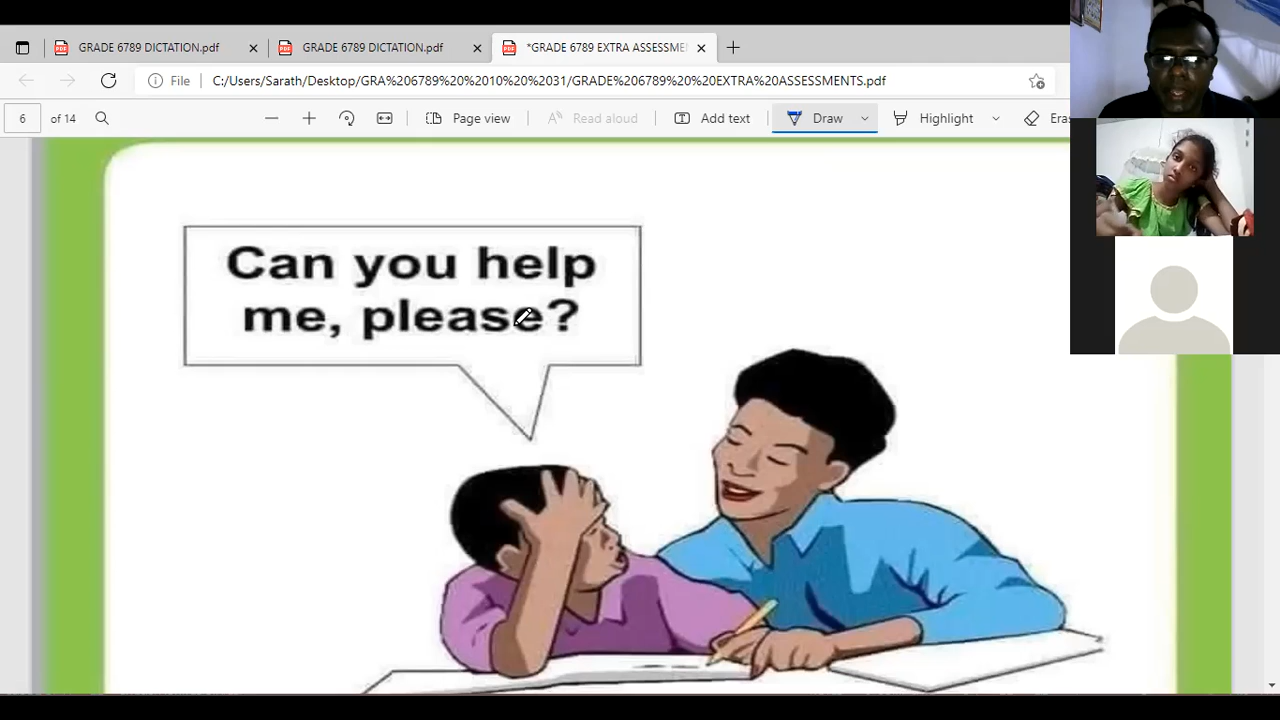 GRADE 6789 DICTATION.pdf
GRADE 6789 DICTATION.pdf
*GRADE 6789 EXTRA ASSESSME
File
C:/Users/Sarath/Desktop/GRA%206789%20%2010%20%2031/GRADE%206789%20%20EXTRA%20ASSESSMENTS.pdf
6 of 14
Page view
Read aloud
Add text
Draw
Highlight
Eras
Can you help
me, please?